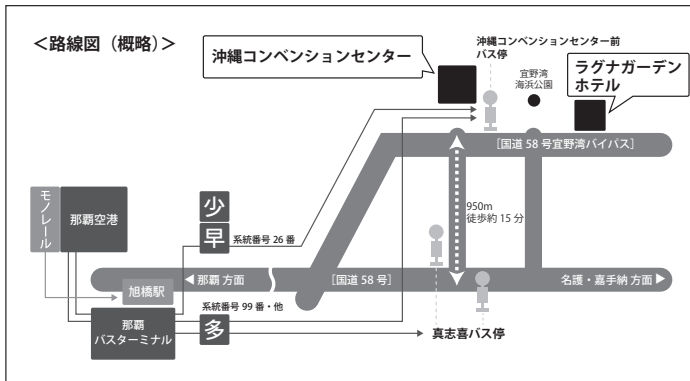 ＜路線図（概略）＞
沖縄コンベンションセンター
沖縄コンベンションセンター前
バス停
宜野湾
海浜公園
ラグナガーデン
ホテル
［国道 58 号宜野湾バイパス］
950m
徒歩約 15 分
モノレール
那覇空港
少
早
系統番号 26 番
旭橋駅
◀ 那覇 方面
［国道 58 号］
名護・嘉手納 方面 ▶
系統番号 99 番・他
那覇
バスターミナル
多
真志喜バス停